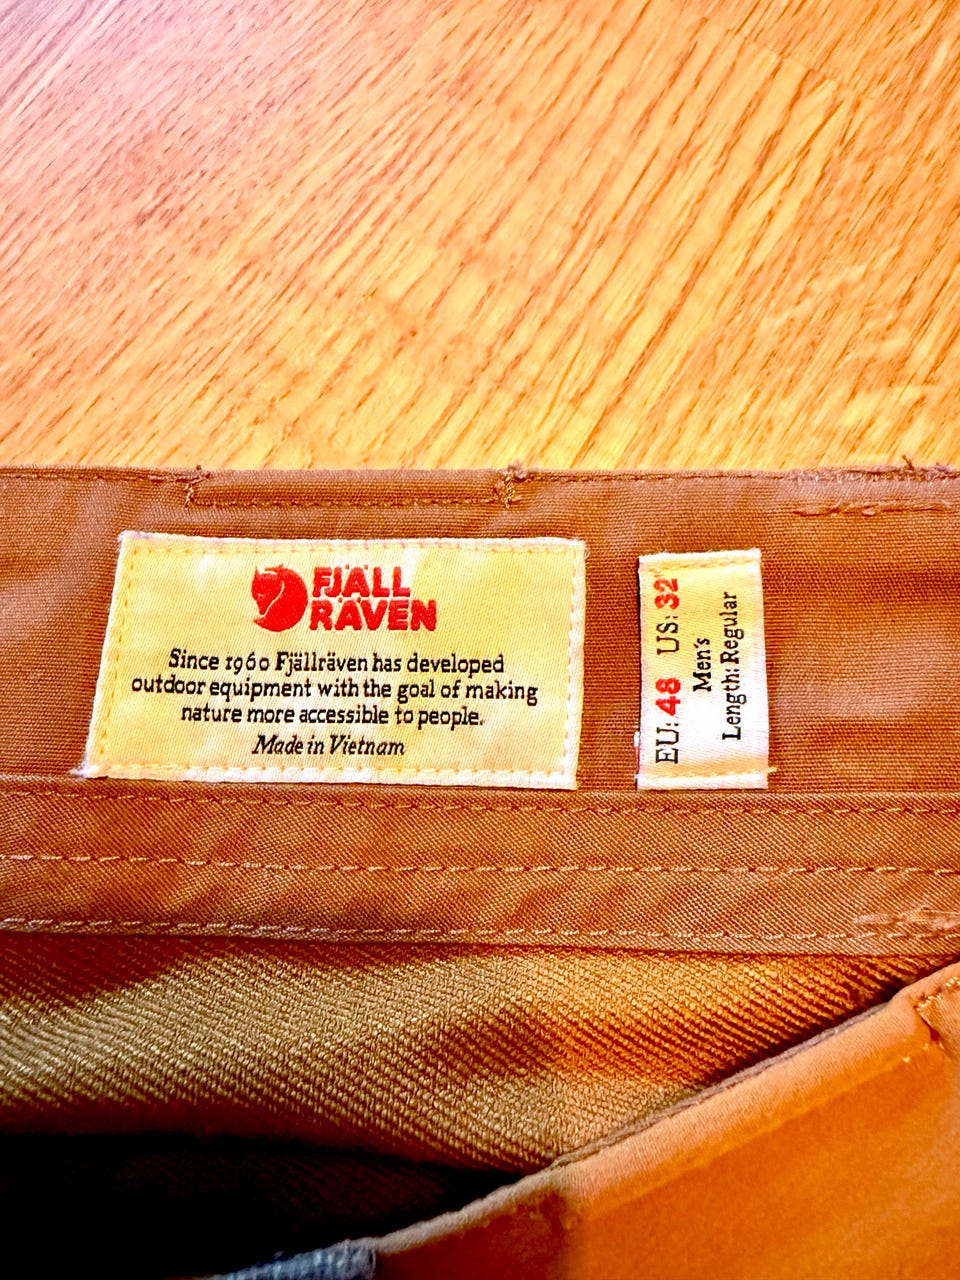 FJÄLL
RÄVEN
Since 1960 Fjällräven has developed
outdoor equipment with the goal of making
nature more accessible to people.
Made in Vietnam
EU: 48 US: 32"
Men's
Length: Regular